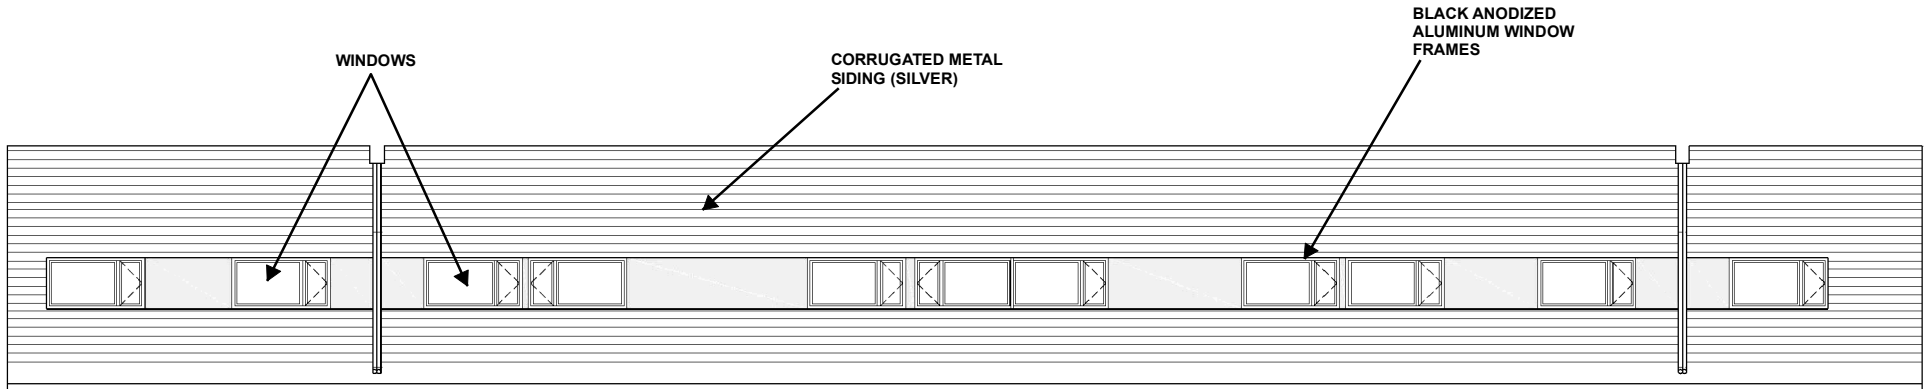 WINDOWS
CORRUGATED METAL
SIDING (SILVER)
BLACK ANODIZED
ALUMINUM WINDOW
FRAMES